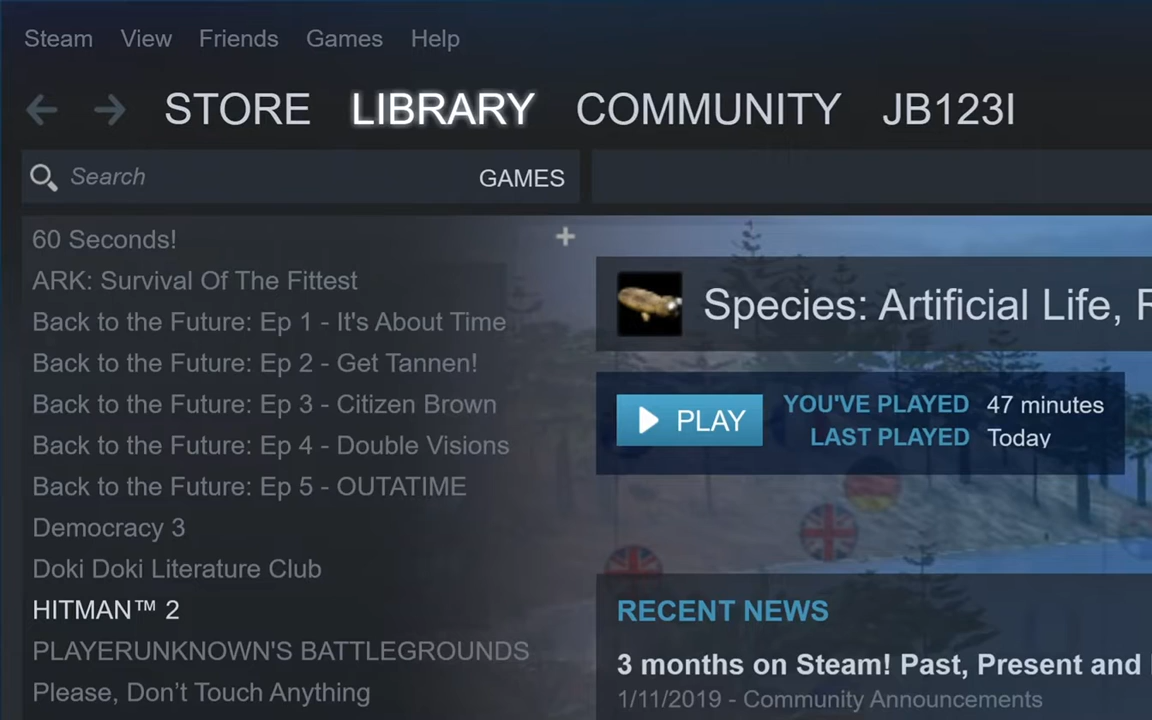 Steam View Friends Games Help
STORE LIBRARY COMMUNITY JB123I
Search GAMES
60 Seconds!
ARK: Survival Of The Fittest
Back to the Future: Ep 1 - It's About Time
Back to the Future: Ep 2 - Get Tannen!
Back to the Future: Ep 3 - Citizen Brown
Back to the Future: Ep 4 - Double Visions
Back to the Future: Ep 5 - OUTATIME
Democracy 3
Doki Doki Literature Club
HITMAN™ 2
PLAYERUNKNOWN'S BATTLEGROUNDS
Please, Don’t Touch Anything
Species: Artificial Life,
PLAY
YOU'VE PLAYED 47 minutes
LAST PLAYED Today
RECENT NEWS
3 months on Steam! Past, Present and
1/11/2019 - Community Announcements